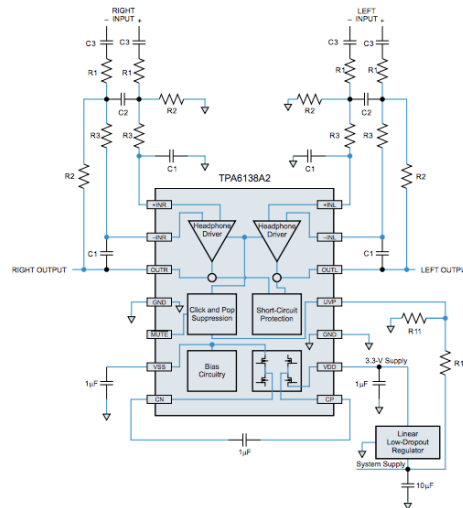 RIGHT INPUT
− +
LEFT INPUT
− +
C3 C3 C3 C3
R1 R1 R1 R1
C2 R2 R2 C2
R3 R3 R3 R3
R2 C1 C1 R2
TPA6138A2
+INR +INL
Headphone Driver Headphone Driver
−INR −INL
C1 C1
RIGHT OUTPUT OUTR OUTL LEFT OUTPUT
GND Click and Pop Suppression Short-Circuit Protection UVP
R11
MUTE GND
VSS Bias Circuitry VDD 3.3-V Supply
1μF 1μF
CN CP
1μF
Linear Low-Dropout Regulator
System Supply
10μF